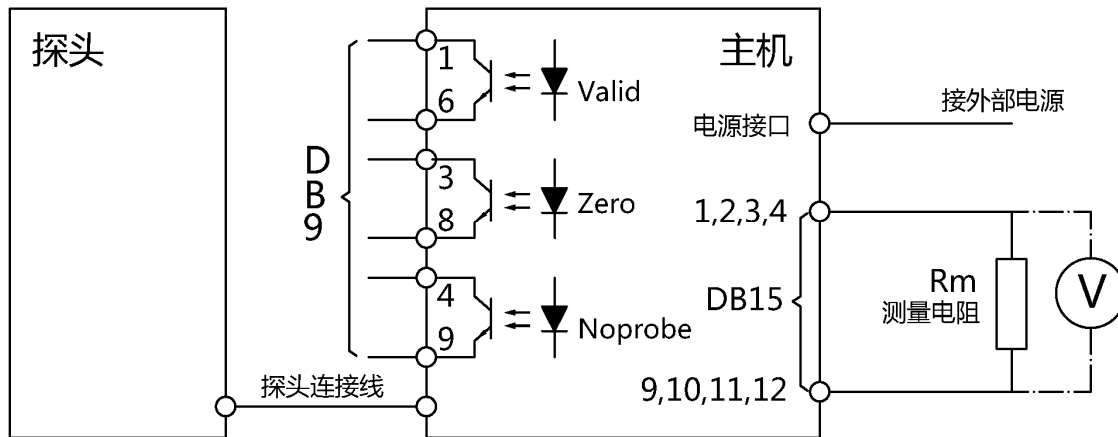 探头
主机
1
Valid
6
接外部电源
电源接口
DB9
3
Zero
8
1,2,3,4
4
Noprobe
9
DB15
Rm
测量电阻
V
9,10,11,12
探头连接线